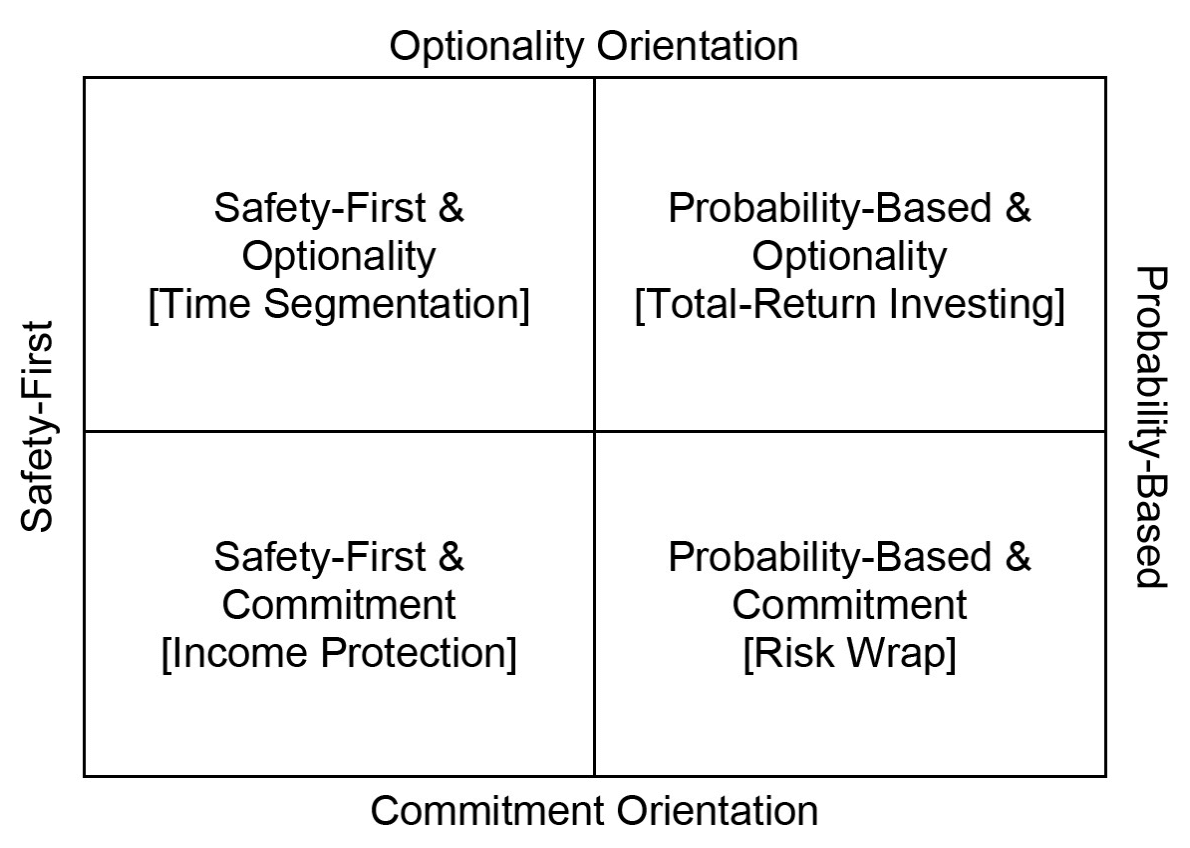 Optionality Orientation
Safety-First &
Optionality
[Time Segmentation]
Probability-Based &
Optionality
[Total-Return Investing]
Safety-First
Probability-Based
Safety-First &
Commitment
[Income Protection]
Probability-Based &
Commitment
[Risk Wrap]
Commitment Orientation